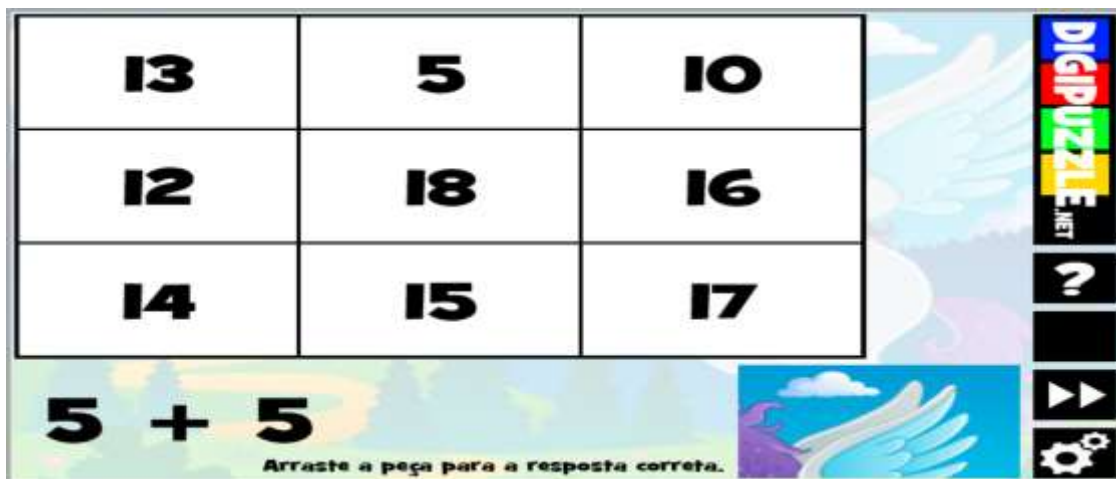 13 5 10
12 18 16
14 15 17
5 + 5
Arraste a peça para a resposta correta.
DIGIPUZZLE.NET
?